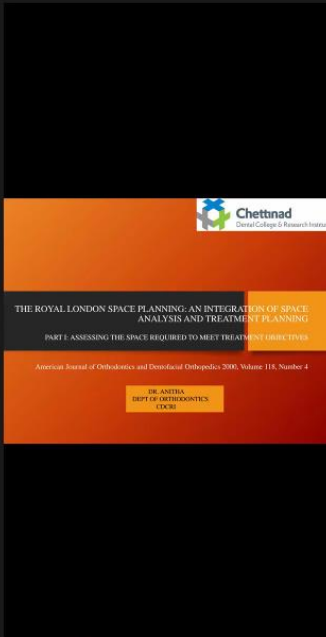 Chettinad
Dental College & Research Institu
THE ROYAL LONDON SPACE PLANNING: AN INTEGRATION OF SPACE
ANALYSIS AND TREATMENT PLANNING
PART I: ASSESSING THE SPACE REQUIRED TO MEET TREATMENT OBJECTIVES
American Journal of Orthodontics and Dentofacial Orthopedics 2000, Volume 118, Number 4
DR. ANITHA
DEPT OF ORTHODONTICS
CDCRI